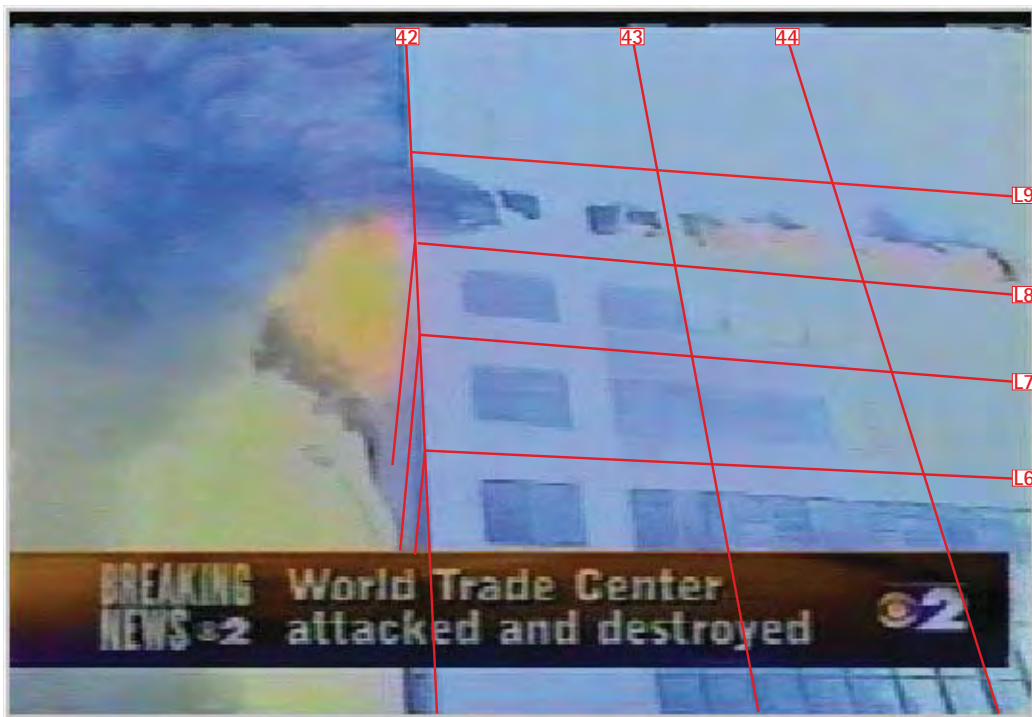 42 43 44
L9
L8
L7
L6
BREAKING World Trade Center
NEWS 2 attacked and destroyed
2